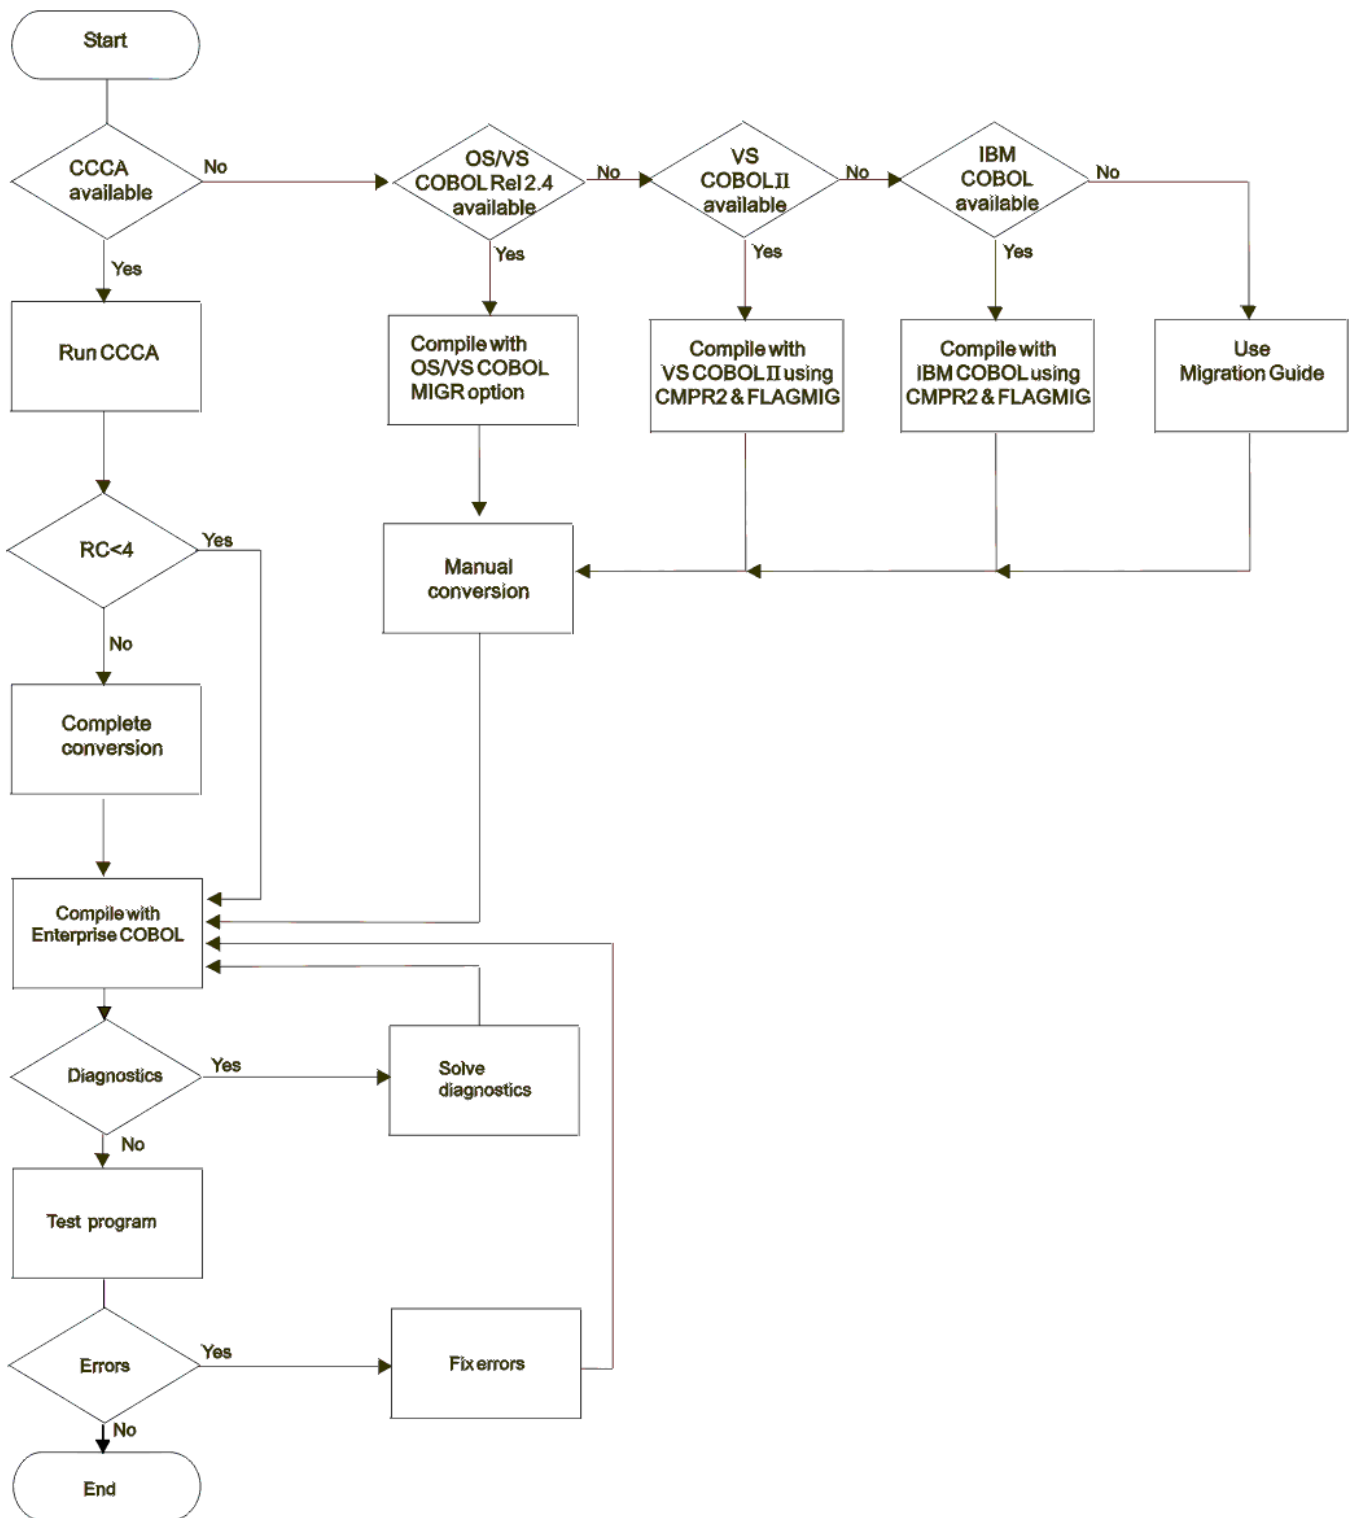 Start
CCCA
available
No
OS/VS
COBOL Rel 2.4
available
No
VS
COBOL II
available
No
IBM
COBOL
available
No
Yes
Yes
Yes
Yes
Run CCCA
Compile with
OS/VS COBOL
MIGR option
Compile with
VS COBOL II using
CMPR2 & FLAGMIG
Compile with
IBM COBOL using
CMPR2 & FLAGMIG
Use
Migration Guide
RC<4
Yes
No
Manual
conversion
Complete
conversion
Compile with
Enterprise COBOL
Diagnostics
Yes
No
Solve
diagnostics
Test program
Errors
Yes
No
Fix errors
End